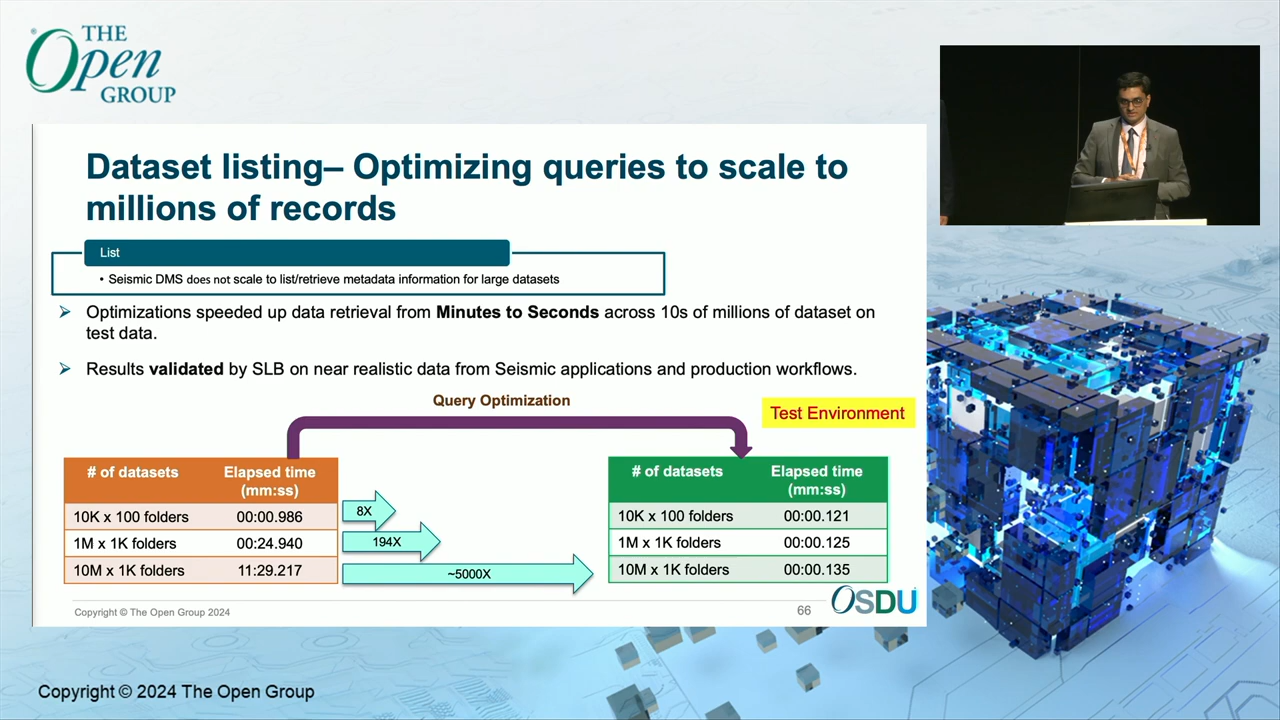 THE
Open
GROUP
Dataset listing– Optimizing queries to scale to
millions of records
List
• Seismic DMS does not scale to list/retrieve metadata information for large datasets
Optimizations speeded up data retrieval from Minutes to Seconds across 10s of millions of dataset on
test data.
Results validated by SLB on near realistic data from Seismic applications and production workflows.
Query Optimization
Test Environment
# of datasets Elapsed time
(mm:ss)
10K x 100 folders 00:00.986
1M x 1K folders 00:24.940
10M x 1K folders 11:29.217
8X
194X
~5000X
# of datasets Elapsed time
(mm:ss)
10K x 100 folders 00:00.121
1M x 1K folders 00:00.125
10M x 1K folders 00:00.135
Copyright © The Open Group 2024
66
OSDU
Copyright © 2024 The Open Group